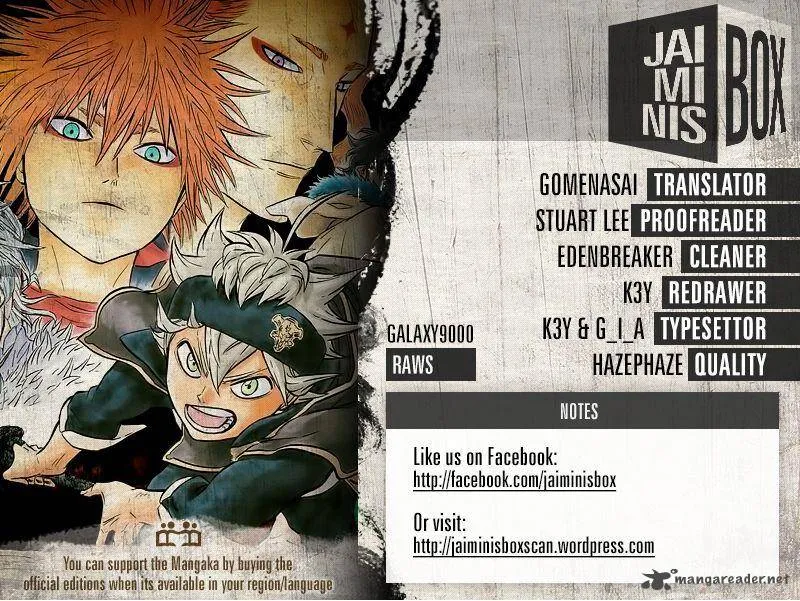 JAI
MI
NIS
BOX
GOMENASAI TRANSLATOR
STUART LEE PROOFREADER
EDENBREAKER CLEANER
K3Y REDRAWER
K3Y & G_I_A TYPESETTOR
HAZEPHAZE QUALITY
GALAXY9000
RAWS
NOTES
Like us on Facebook:
http://facebook.com/jaiminisbox
Or visit:
http://jaiminisboxscan.wordpress.com
You can support the Mangaka by buying the
official editions when its available in your region/language
mangareader.net